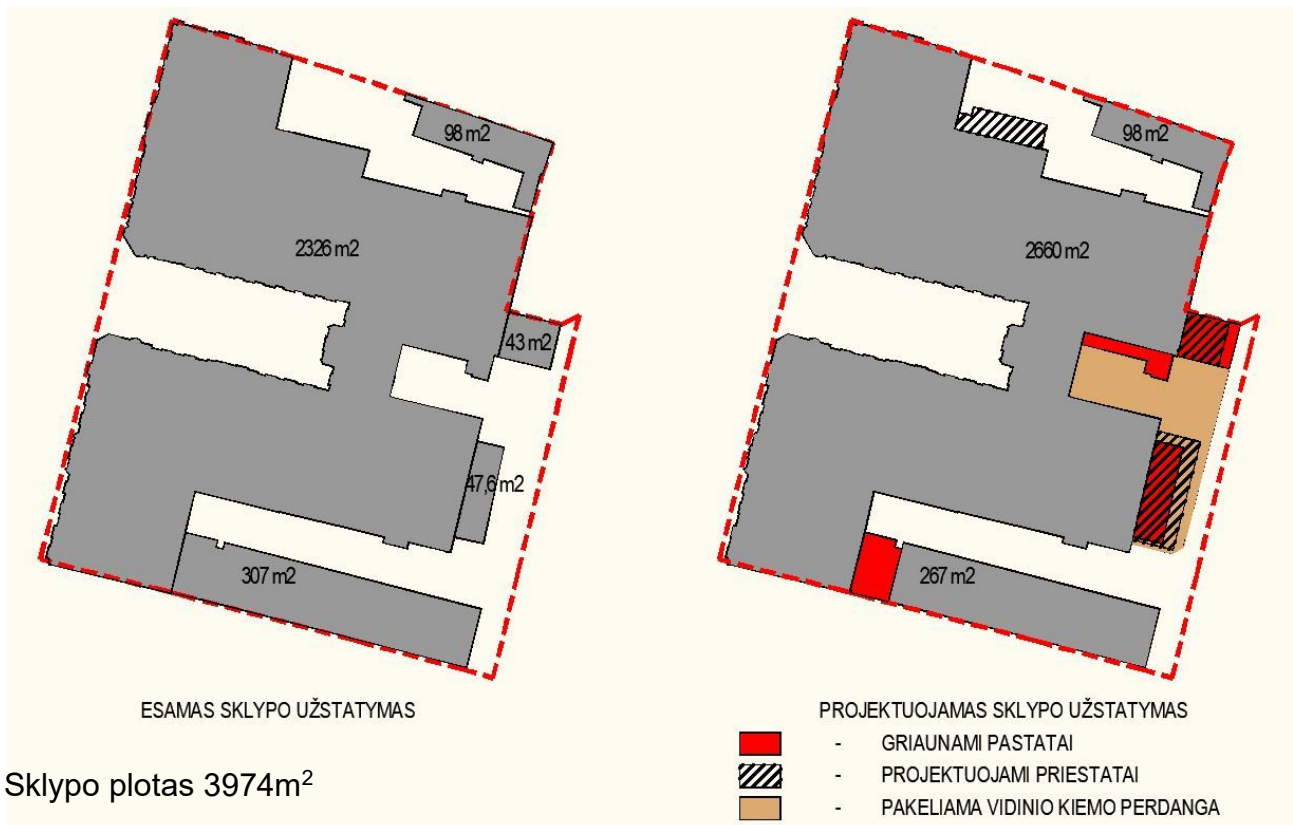 98 m2
2326 m2
43 m2
47,6 m2
307 m2
98 m2
2660 m2
267 m2
ESAMAS SKLYPO UŽSTATYMAS
PROJEKTUOJAMAS SKLYPO UŽSTATYMAS
- GRIAUNAMI PASTATAI
- PROJEKTUOJAMI PRIESTATAI
- PAKELIAMA VIDINIO KIEMO PERDANGA
Sklypo plotas 3974m²